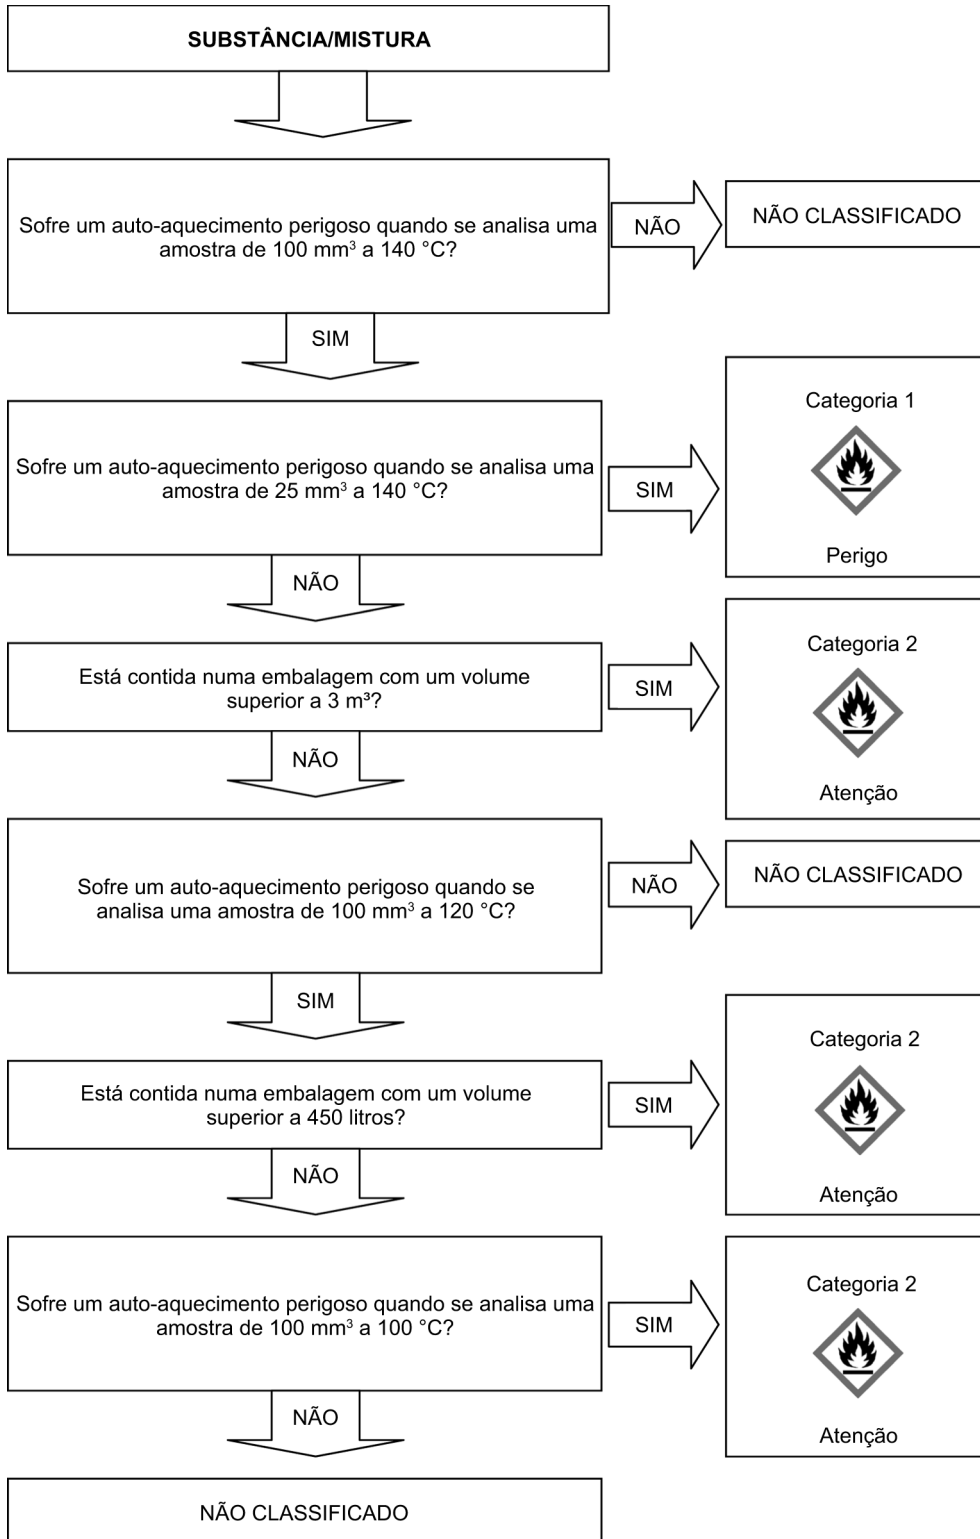 SUBSTÂNCIA/MISTURA
Sofre um auto-aquecimento perigoso quando se analisa uma
amostra de 100 mm³ a 140 °C?
NÃO
NÃO CLASSIFICADO
SIM
Sofre um auto-aquecimento perigoso quando se analisa uma
amostra de 25 mm³ a 140 °C?
SIM
Categoria 1
Perigo
NÃO
Está contida numa embalagem com um volume
superior a 3 m³?
SIM
Categoria 2
Atenção
NÃO
Sofre um auto-aquecimento perigoso quando se
analisa uma amostra de 100 mm³ a 120 °C?
NÃO
NÃO CLASSIFICADO
SIM
Está contida numa embalagem com um volume
superior a 450 litros?
SIM
Categoria 2
Atenção
NÃO
Sofre um auto-aquecimento perigoso quando se analisa uma
amostra de 100 mm³ a 100 °C?
SIM
Categoria 2
Atenção
NÃO
NÃO CLASSIFICADO